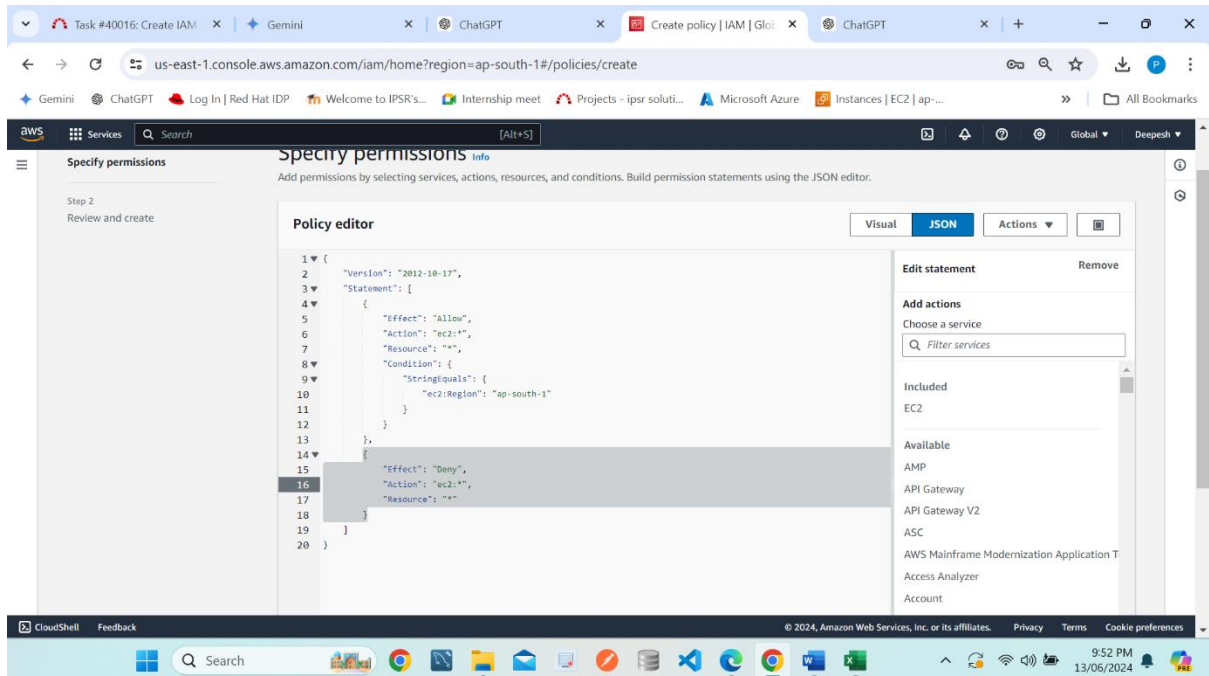 Task #40016: Create IAM
Gemini
ChatGPT
Create policy | IAM | Glob
ChatGPT
us-east-1.console.aws.amazon.com/iam/home?region=ap-south-1#/policies/create
Gemini
ChatGPT
Log In | Red Hat IDP
Welcome to IPSR's...
Internship meet
Projects - ipsr soluti...
Microsoft Azure
Instances | EC2 | ap-...
»
All Bookmarks
aws
Services
Search
[Alt+S]
Global
Deepesh
Specify permissions
Step 2
Review and create
Specify permissions Info
Add permissions by selecting services, actions, resources, and conditions. Build permission statements using the JSON editor.
Policy editor
Visual
JSON
Actions
1 {
2 "Version": "2012-10-17",
3 "Statement": [
4 {
5 "Effect": "Allow",
6 "Action": "ec2:*",
7 "Resource": "*",
8 "Condition": {
9 "StringEquals": {
10 "ec2:Region": "ap-south-1"
11 }
12 }
13 },
14 {
15 "Effect": "Deny",
16 "Action": "ec2:*",
17 "Resource": "*"
18 }
19 ]
20 }
Edit statement
Remove
Add actions
Choose a service
Filter services
Included
EC2
Available
AMP
API Gateway
API Gateway V2
ASC
AWS Mainframe Modernization Application T
Access Analyzer
Account
CloudShell
Feedback
© 2024, Amazon Web Services, Inc. or its affiliates.
Privacy
Terms
Cookie preferences
Search
9:52 PM
13/06/2024
PRE